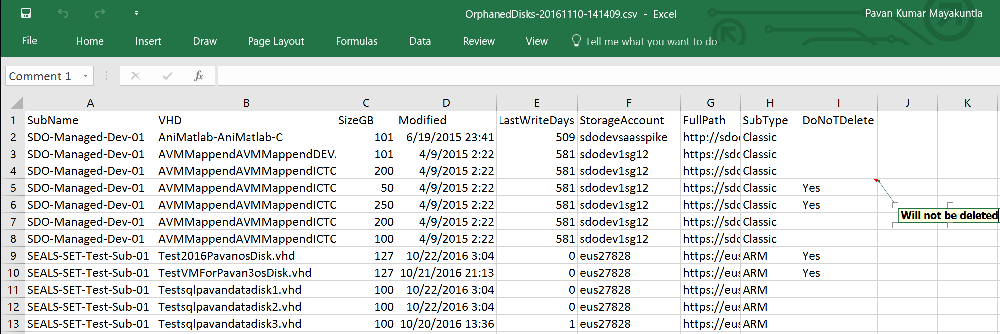 OrphanedDisks-20161110-141409.csv - Excel
Pavan Kumar Mayakuntla
File Home Insert Draw Page Layout Formulas Data Review View Tell me what you want to do
Comment 1 fx
A B C D E F G H I J K
1 SubName VHD SizeGB Modified LastWriteDays StorageAccount FullPath SubType DoNoTDelete
2 SDO-Managed-Dev-01 AniMatlab-AniMatlab-C 101 6/19/2015 23:41 509 sdodevsaasspike http://sdo Classic
3 SDO-Managed-Dev-01 AVMMappendAVMMappendDEV 101 4/9/2015 2:22 581 sdodev1sg12 https://sdo Classic
4 SDO-Managed-Dev-01 AVMMappendAVMMappendICTO 200 4/9/2015 2:22 581 sdodev1sg12 https://sdo Classic
5 SDO-Managed-Dev-01 AVMMappendAVMMappendICTO 50 4/9/2015 2:22 581 sdodev1sg12 https://sdo Classic Yes
6 SDO-Managed-Dev-01 AVMMappendAVMMappendICTO 250 4/9/2015 2:22 581 sdodev1sg12 https://sdo Classic Yes
Will not be deleted
7 SDO-Managed-Dev-01 AVMMappendAVMMappendICTO 200 4/9/2015 2:22 581 sdodev1sg12 https://sdo Classic
8 SDO-Managed-Dev-01 AVMMappendAVMMappendICTO 100 4/9/2015 2:22 581 sdodev1sg12 https://sdo Classic
9 SEALS-SET-Test-Sub-01 Test2016PavanosDisk.vhd 127 10/22/2016 3:04 0 eus27828 https://eus ARM Yes
10 SEALS-SET-Test-Sub-01 TestVMForPavan3osDisk.vhd 127 10/21/2016 21:13 0 eus27828 https://eus ARM Yes
11 SEALS-SET-Test-Sub-01 Testsqlpavandatadisk1.vhd 100 10/22/2016 3:04 0 eus27828 https://eus ARM
12 SEALS-SET-Test-Sub-01 Testsqlpavandatadisk2.vhd 100 10/22/2016 3:04 0 eus27828 https://eus ARM
13 SEALS-SET-Test-Sub-01 Testsqlpavandatadisk3.vhd 100 10/20/2016 13:36 1 eus27828 https://eus ARM